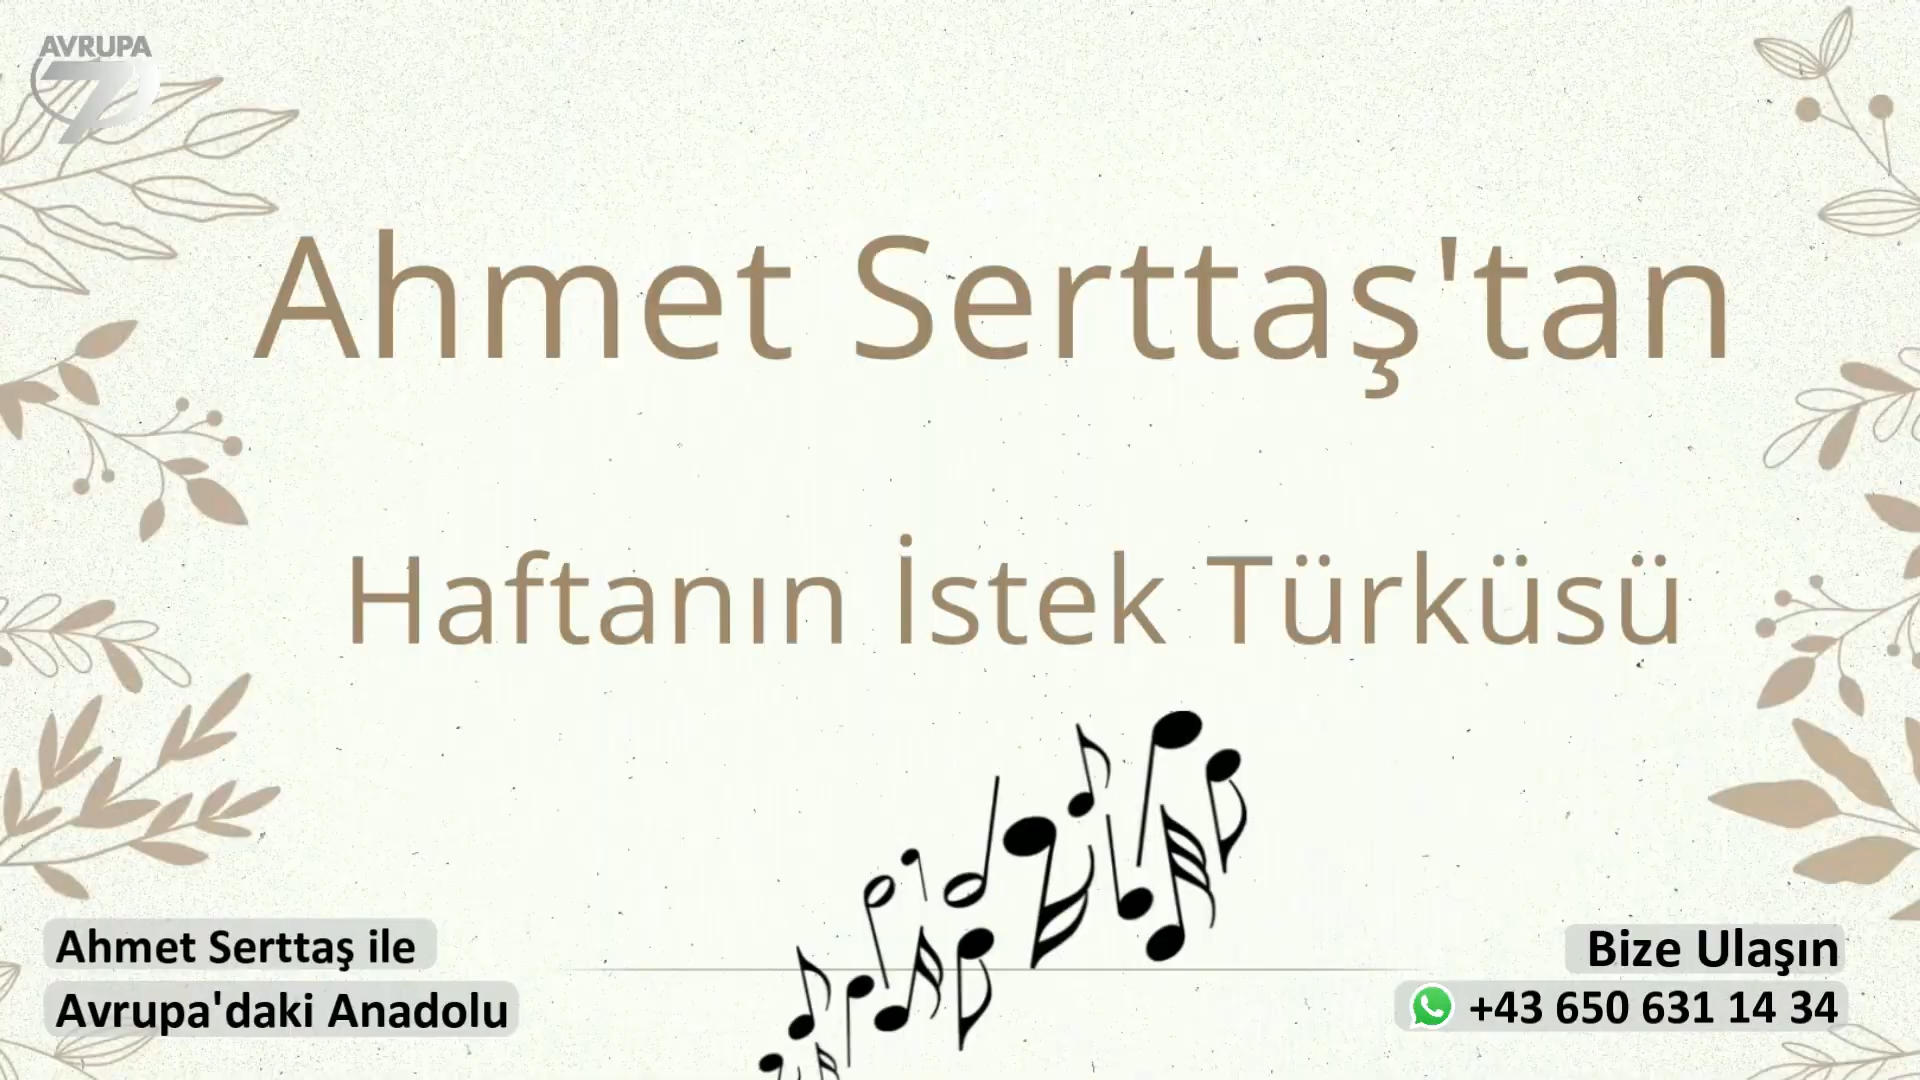 AVRUPA
7
Ahmet Serttaş'tan
Haftanın İstek Türküsü
Ahmet Serttaş ile
Avrupa'daki Anadolu
Bize Ulaşın
+43 650 631 14 34